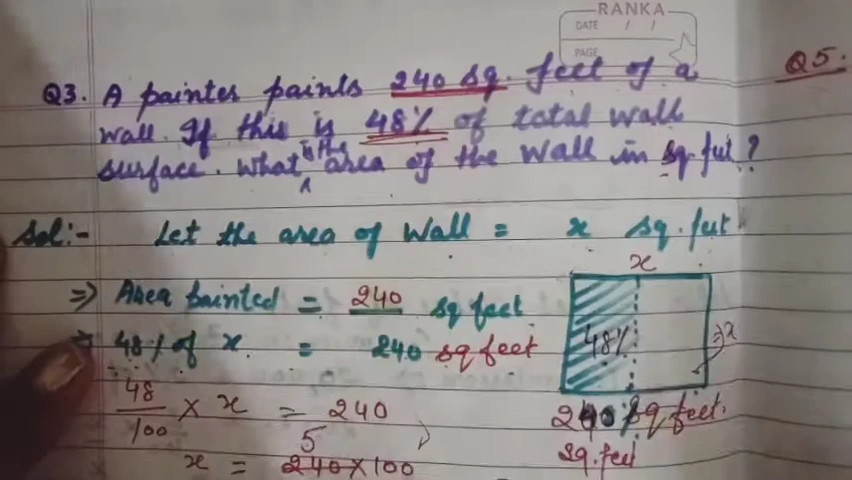 RANKA
DATE / /
PAGE
Q5.
Q3. A painter paints 240 sq. feet of a
wall. If this is 48% of total wall
surface. What is the area of the wall in sq. feet?
Sol:- Let the area of wall = x sq. feet
x
⇒ Area painted = 240 sq feet
⇒ 48% of x = 240 sq feet
48% x
48/100 × x = 240
240 sq feet.
sq. feet
5
x = 240 × 100